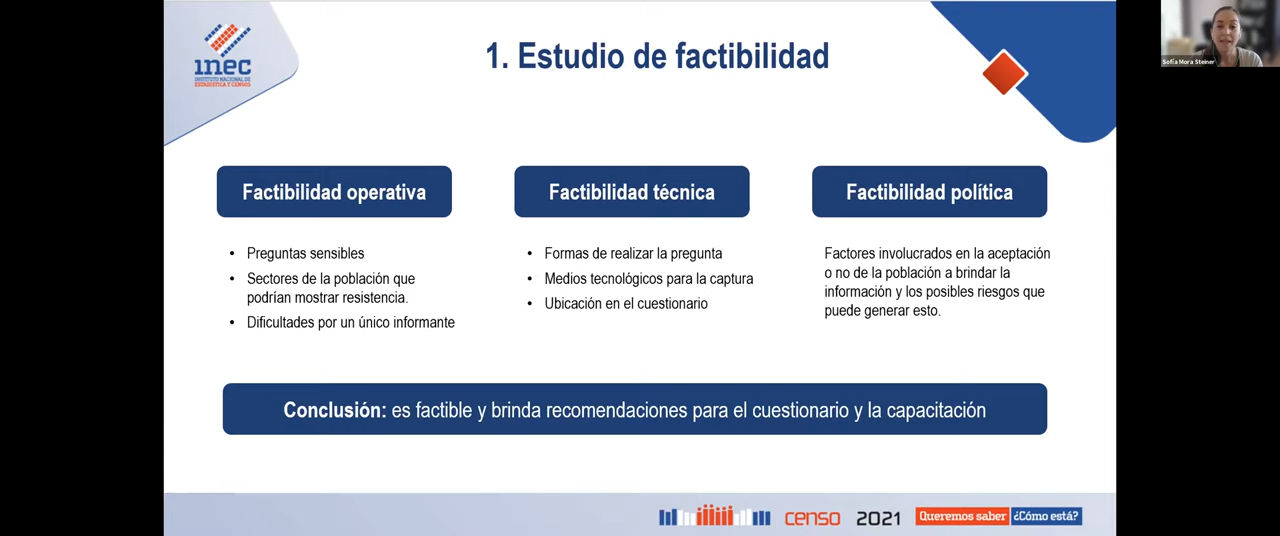 1. Estudio de factibilidad
inec
INSTITUTO NACIONAL DE
ESTADÍSTICA Y CENSOS
Sofía Mora Steiner
Factibilidad operativa
• Preguntas sensibles
• Sectores de la población que
podrían mostrar resistencia.
• Dificultades por un único informante
Factibilidad técnica
• Formas de realizar la pregunta
• Medios tecnológicos para la captura
• Ubicación en el cuestionario
Factibilidad política
Factores involucrados en la aceptación
o no de la población a brindar la
información y los posibles riesgos que
puede generar esto.
Conclusión: es factible y brinda recomendaciones para el cuestionario y la capacitación
censo 2021 Queremos saber ¿Cómo está?